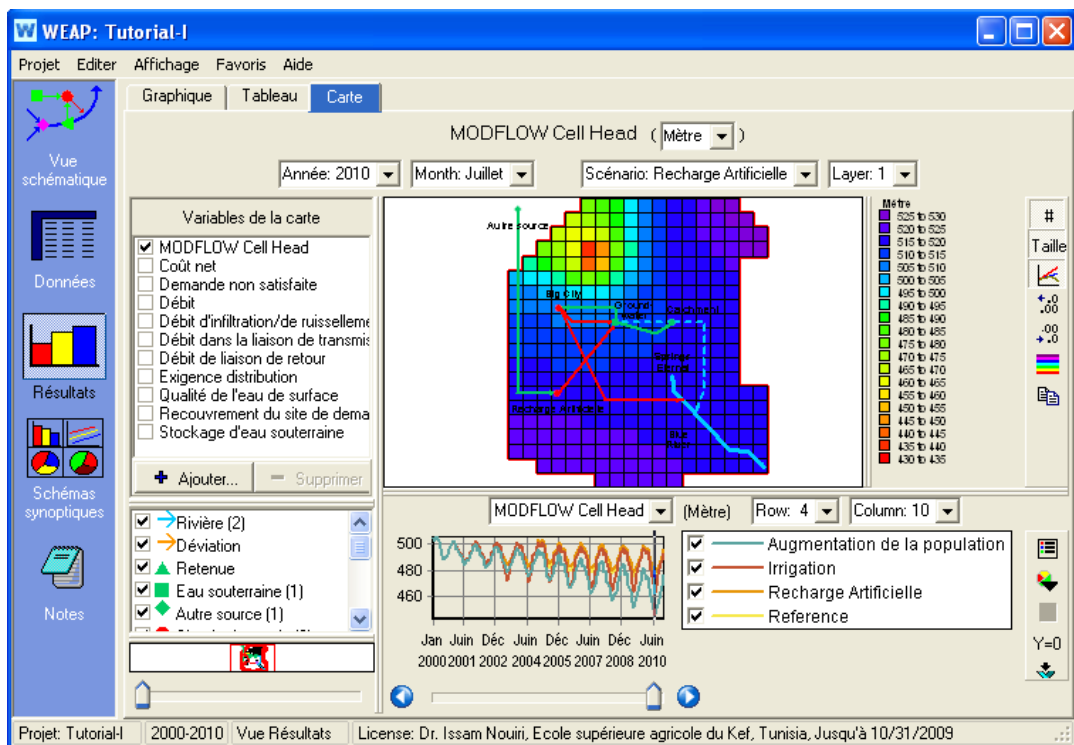 WEAP: Tutorial-I
Projet Editer Affichage Favoris Aide
Graphique Tableau Carte
MODFLOW Cell Head ( Mètre )
Année: 2010 Month: Juillet Scénario: Recharge Artificielle Layer: 1
Vue schématique
Données
Résultats
Schémas synoptiques
Notes
Variables de la carte
MODFLOW Cell Head
Coût net
Demande non satisfaite
Débit
Débit d'infiltration/de ruisselleme
Débit dans la liaison de transmis
Débit de liaison de retour
Exigence distribution
Qualité de l'eau de surface
Recouvrement du site de dema
Stockage d'eau souterraine
Ajouter... Supprimer
Rivière (2)
Déviation
Retenue
Eau souterraine (1)
Autre source (1)
Autre source
Big City
Ground-
water
Catchment
Springs
Eternal
Recharge Artificielle
Blue
River
Mètre
525 to 530
520 to 525
515 to 520
510 to 515
505 to 510
500 to 505
495 to 500
490 to 495
485 to 490
480 to 485
475 to 480
470 to 475
465 to 470
460 to 465
455 to 460
450 to 455
445 to 450
440 to 445
435 to 440
430 to 435
#
Taille
.0
.00
.00
.0
MODFLOW Cell Head (Mètre) Row: 4 Column: 10
500
480
460
Jan Juin Déc Juin Déc Juin Déc Juin
2000 2001 2002 2004 2005 2007 2008 2010
Augmentation de la population
Irrigation
Recharge Artificielle
Reference
Y=0
Projet: Tutorial-I 2000-2010 Vue Résultats License: Dr. Issam Nouiri, Ecole supérieure agricole du Kef, Tunisia, Jusqu'à 10/31/2009